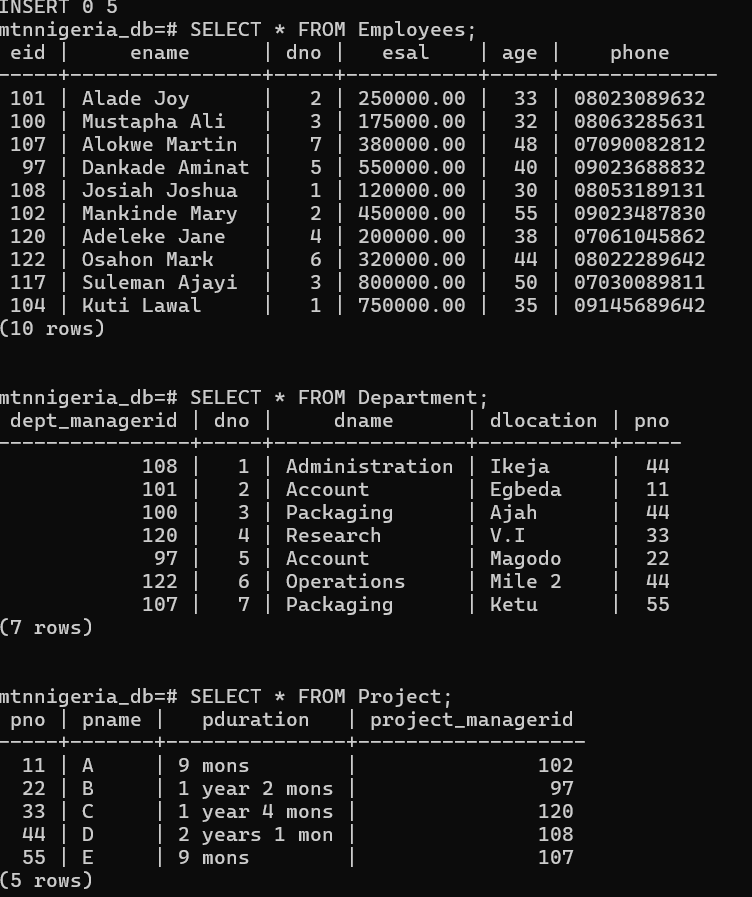 INSERT 0 5
mtnnigeria_db=# SELECT * FROM Employees;
 eid |     ename      | dno |   esal    | age |    phone
-----+----------------+-----+-----------+-----+-------------
 101 | Alade Joy      |   2 | 250000.00 |  33 | 08023089632
 100 | Mustapha Ali   |   3 | 175000.00 |  32 | 08063285631
 107 | Alokwe Martin  |   7 | 380000.00 |  48 | 07090082812
  97 | Dankade Aminat |   5 | 550000.00 |  40 | 09023688832
 108 | Josiah Joshua  |   1 | 120000.00 |  30 | 08053189131
 102 | Mankinde Mary  |   2 | 450000.00 |  55 | 09023487830
 120 | Adeleke Jane   |   4 | 200000.00 |  38 | 07061045862
 122 | Osahon Mark    |   6 | 320000.00 |  44 | 08022289642
 117 | Suleman Ajayi  |   3 | 800000.00 |  50 | 07030089811
 104 | Kuti Lawal     |   1 | 750000.00 |  35 | 09145689642
(10 rows)
mtnnigeria_db=# SELECT * FROM Department;
 dept_managerid | dno |     dname      | dlocation | pno
----------------+-----+----------------+-----------+-----
            108 |   1 | Administration | Ikeja     |  44
            101 |   2 | Account        | Egbeda    |  11
            100 |   3 | Packaging      | Ajah      |  44
            120 |   4 | Research       | V.I       |  33
             97 |   5 | Account        | Magodo    |  22
            122 |   6 | Operations     | Mile 2    |  44
            107 |   7 | Packaging      | Ketu      |  55
(7 rows)
mtnnigeria_db=# SELECT * FROM Project;
 pno | pname |   pduration   | project_managerid
-----+-------+---------------+-------------------
  11 | A     | 9 mons        |               102
  22 | B     | 1 year 2 mons |                97
  33 | C     | 1 year 4 mons |               120
  44 | D     | 2 years 1 mon |               108
  55 | E     | 9 mons        |               107
(5 rows)